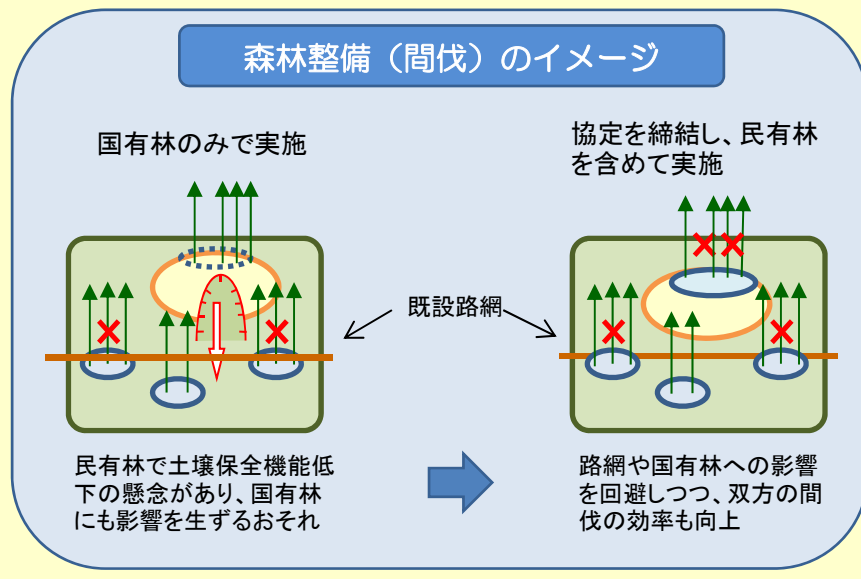 森林整備（間伐）のイメージ
国有林のみで実施
協定を締結し、民有林
を含めて実施
既設路網
民有林で土壌保全機能低
下の懸念があり、国有林
にも影響を生ずるおそれ
路網や国有林への影響
を回避しつつ、双方の間
伐の効率も向上